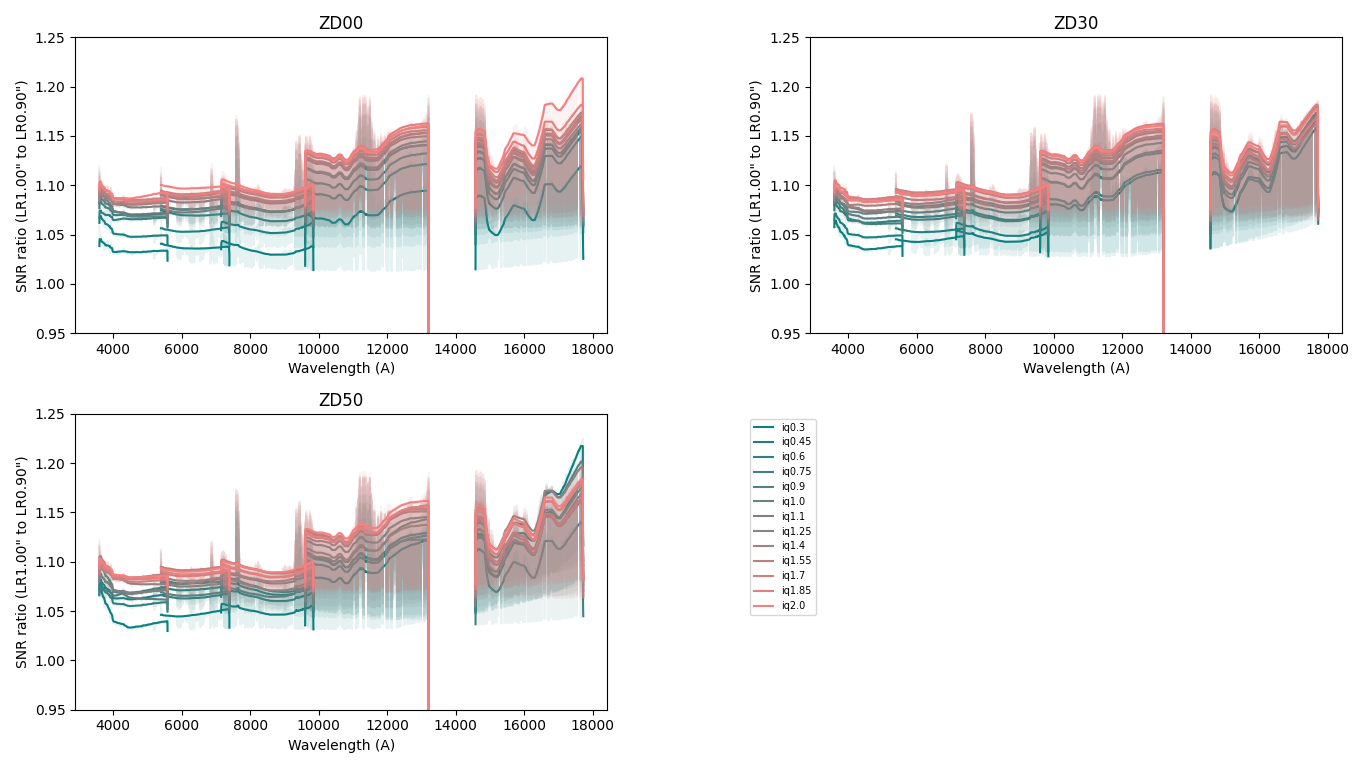 ZD00
SNR ratio (LR1.00" to LR0.90")
1.25
1.20
1.15
1.10
1.05
1.00
0.95
4000 6000 8000 10000 12000 14000 16000 18000
Wavelength (A)
ZD30
SNR ratio (LR1.00" to LR0.90")
1.25
1.20
1.15
1.10
1.05
1.00
0.95
4000 6000 8000 10000 12000 14000 16000 18000
Wavelength (A)
ZD50
SNR ratio (LR1.00" to LR0.90")
1.25
1.20
1.15
1.10
1.05
1.00
0.95
4000 6000 8000 10000 12000 14000 16000 18000
Wavelength (A)
iq0.3
iq0.45
iq0.6
iq0.75
iq0.9
iq1.0
iq1.1
iq1.25
iq1.4
iq1.55
iq1.7
iq1.85
iq2.0